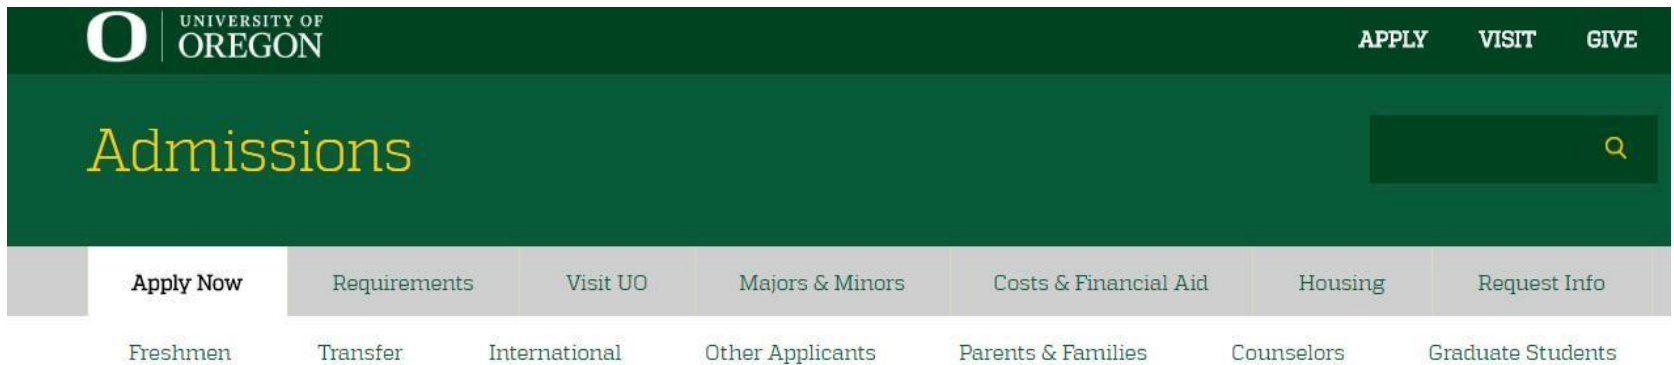 UNIVERSITY OF
OREGON
APPLY VISIT GIVE
Admissions
Apply Now Requirements Visit UO Majors & Minors Costs & Financial Aid Housing Request Info
Freshmen Transfer International Other Applicants Parents & Families Counselors Graduate Students